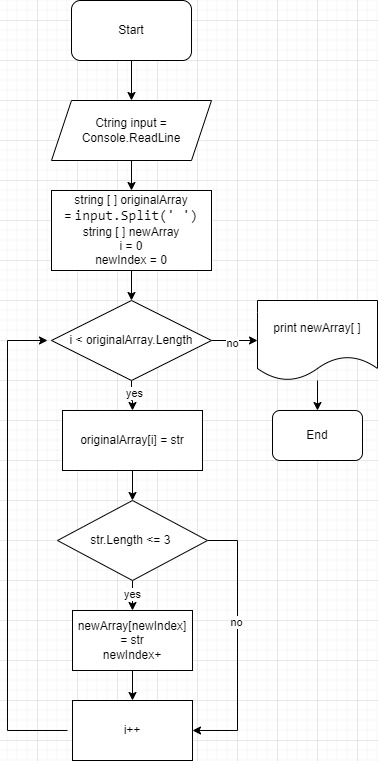 Start
Ctring input =
Console.ReadLine
string [ ] originalArray
= input.Split(' ')
string [ ] newArray
i = 0
newIndex = 0
i < originalArray.Length
no
print newArray[ ]
yes
End
originalArray[i] = str
str.Length <= 3
yes
no
newArray[newIndex]
= str
newIndex+
i++